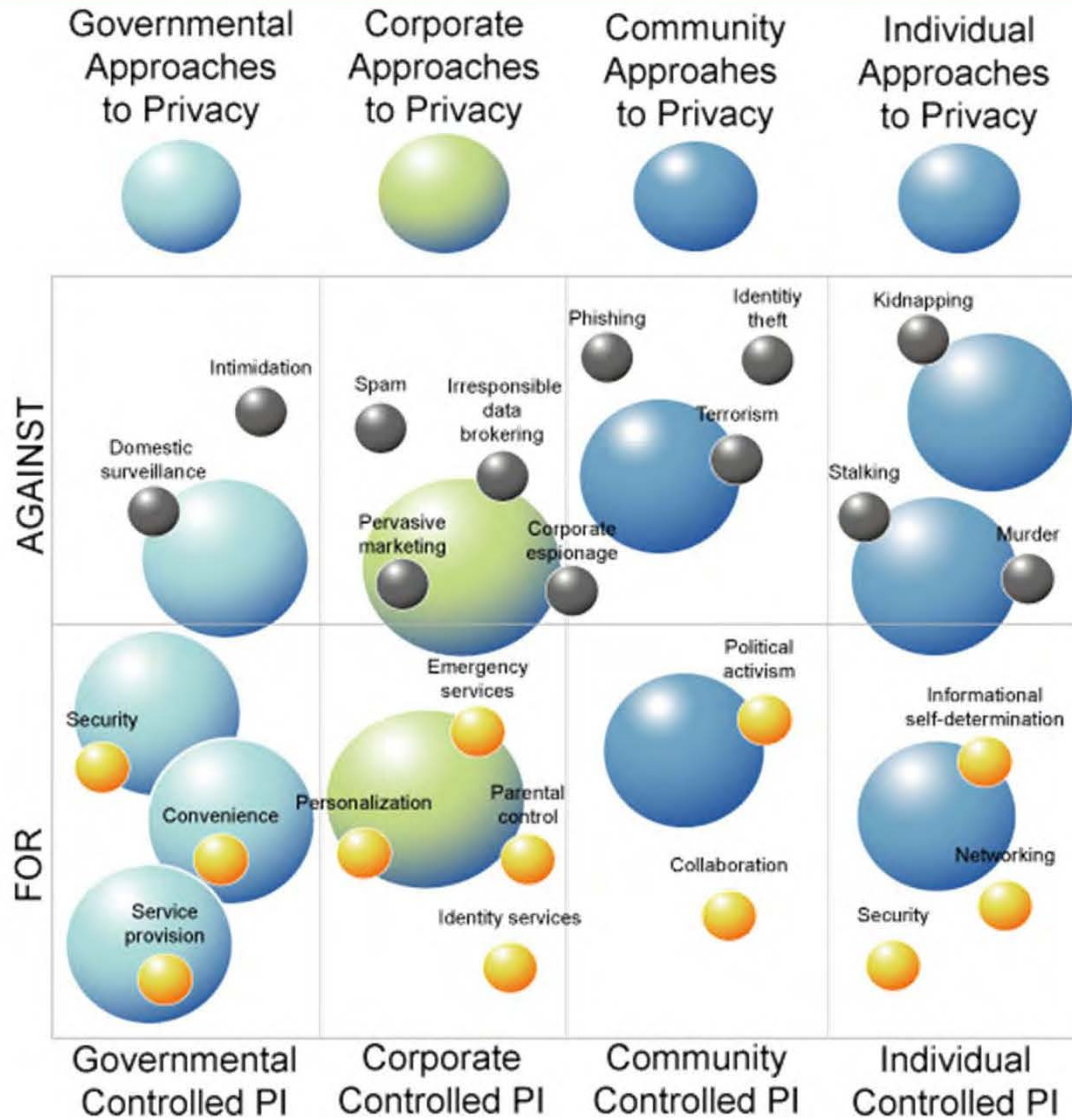 Governmental
Approaches
to Privacy
Corporate
Approaches
to Privacy
Community
Approahes
to Privacy
Individual
Approaches
to Privacy
AGAINST
Intimidation
Domestic
surveillance
Spam
Irresponsible
data
brokering
Pervasive
marketing
Corporate
espionage
Phishing
Identitiy
theft
Terrorism
Kidnapping
Stalking
Murder
FOR
Security
Convenience
Service
provision
Emergency
services
Personalization
Parental
control
Identity services
Political
activism
Collaboration
Informational
self-determination
Networking
Security
Governmental
Controlled PI
Corporate
Controlled PI
Community
Controlled PI
Individual
Controlled PI